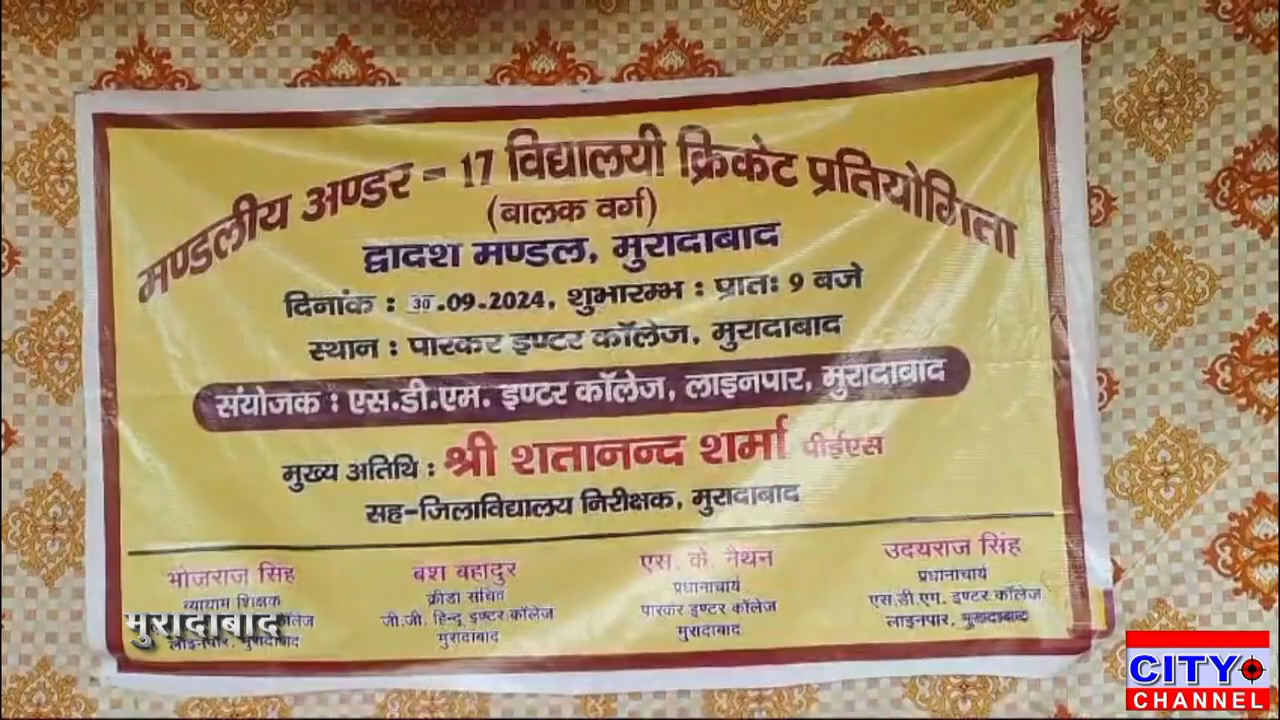 मण्डलीय अण्डर - 17 विद्यालयी क्रिकेट प्रतियोगिता
(बालक वर्ग)
द्वादश मण्डल, मुरादाबाद
दिनांक : 30.09.2024, शुभारम्भ : प्रातः 9 बजे
स्थान : पारकर इण्टर कॉलेज, मुरादाबाद
संयोजक : एस.डी.एम. इण्टर कॉलेज, लाइनपार, मुरादाबाद
मुख्य अतिथि : श्री शतानन्द शर्मा पीईएस
सह-जिलाविद्यालय निरीक्षक, मुरादाबाद
भोजराज सिंह
व्यायाम शिक्षक
कॉलेज
लाइनपार, मुरादाबाद
बश बहादुर
क्रीडा सचिव
जी.जी. हिन्दू इण्टर कॉलेज
मुरादाबाद
एस. के. नैथन
प्रधानाचार्य
पारकर इण्टर कॉलेज
मुरादाबाद
उदयराज सिंह
प्रधानाचार्य
एस.डी.एम. इण्टर कॉलेज
लाइनपार, मुरादाबाद
मुरादाबाद
CITY
CHANNEL